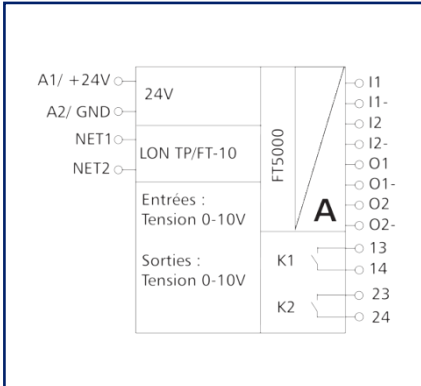 A1/ +24V
A2/ GND
NET1
NET2
24V
LON TP/FT-10
Entrées :
Tension 0-10V
Sorties :
Tension 0-10V
FT5000
A
K1
K2
I1
I1-
I2
I2-
O1
O1-
O2
O2-
13
14
23
24